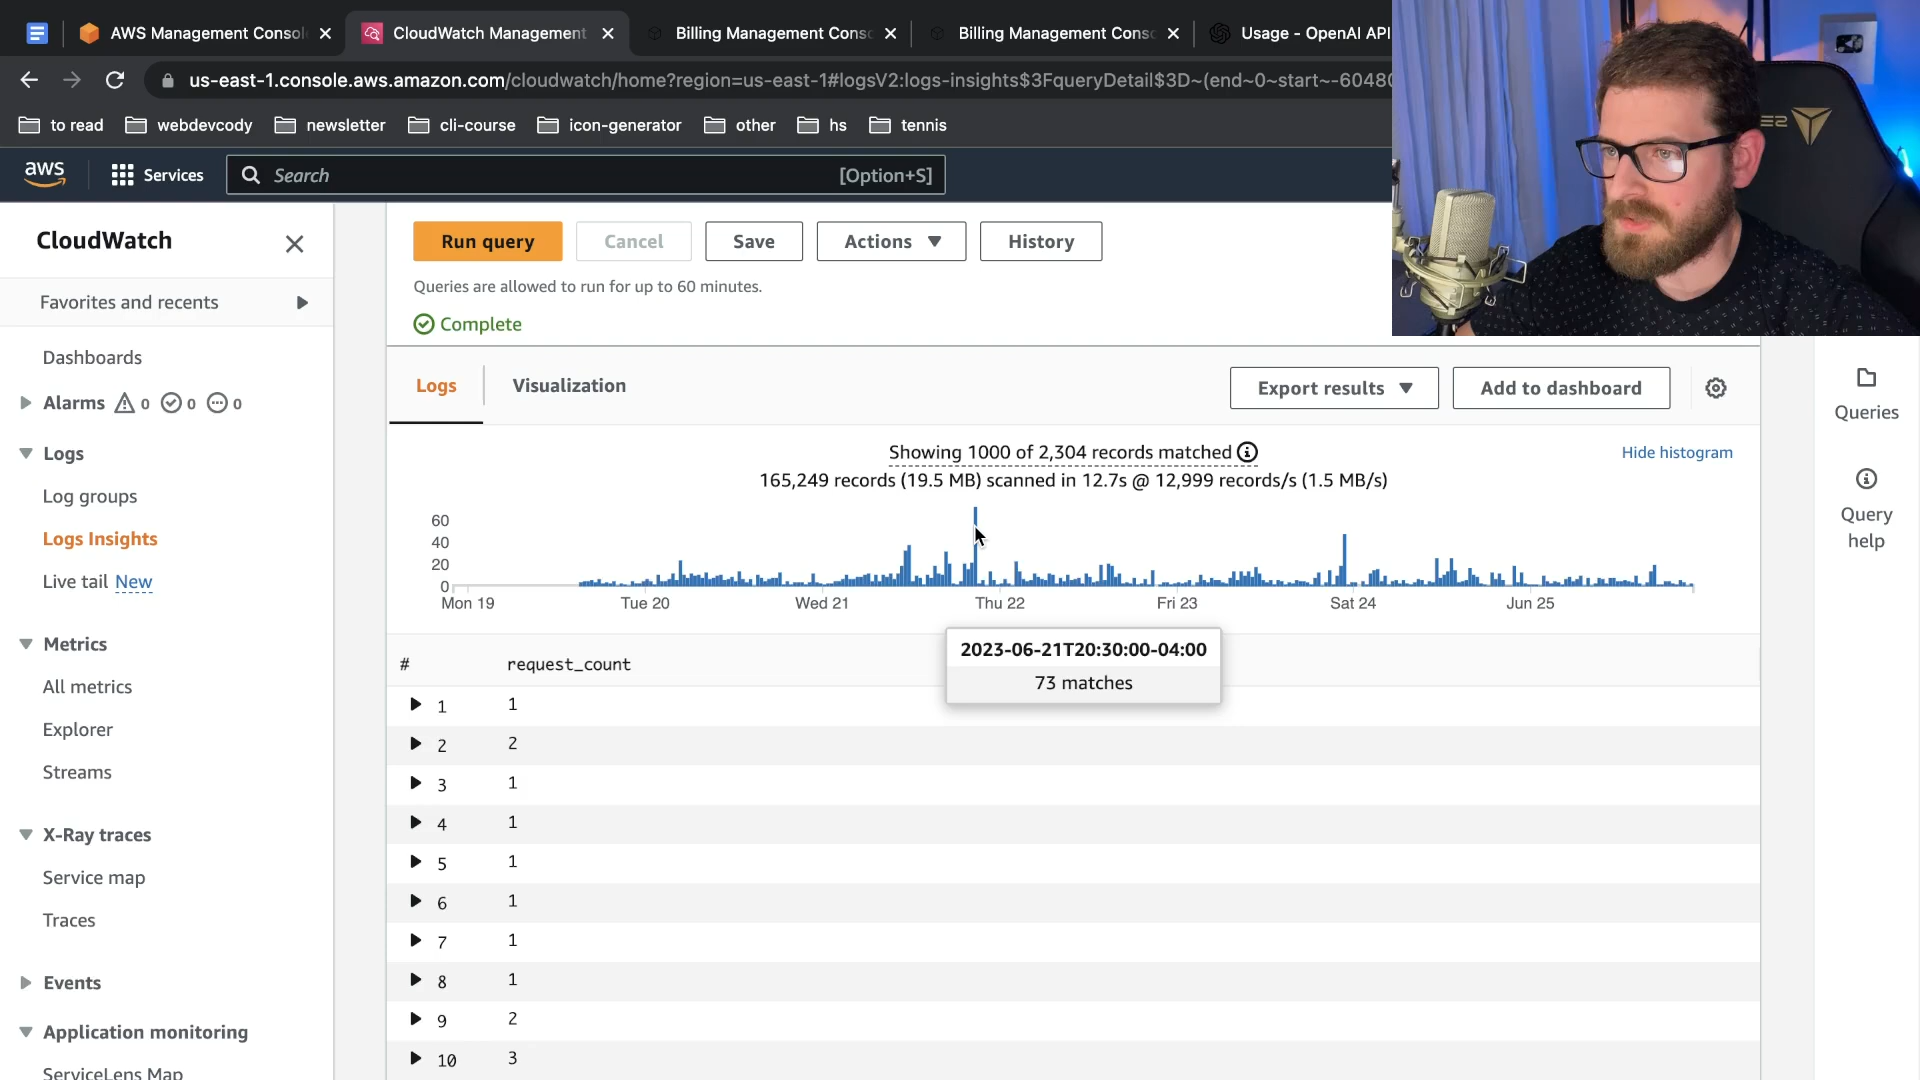 AWS Management Consol
CloudWatch Management
Billing Management Cons
Billing Management Cons
Usage - OpenAI API
us-east-1.console.aws.amazon.com/cloudwatch/home?region=us-east-1#logsV2:logs-insights$3FqueryDetail$3D~(end~0~start~-60480
to read
webdevcody
newsletter
cli-course
icon-generator
other
hs
tennis
aws
Services
Search
[Option+S]
CloudWatch
Favorites and recents
Dashboards
Alarms 0 0 0
Logs
Log groups
Logs Insights
Live tail New
Metrics
All metrics
Explorer
Streams
X-Ray traces
Service map
Traces
Events
Application monitoring
ServiceLens Map
Run query
Cancel
Save
Actions
History
Queries are allowed to run for up to 60 minutes.
Complete
Logs
Visualization
Export results
Add to dashboard
Showing 1000 of 2,304 records matched
Hide histogram
165,249 records (19.5 MB) scanned in 12.7s @ 12,999 records/s (1.5 MB/s)
60
40
20
0
Mon 19
Tue 20
Wed 21
Thu 22
Fri 23
Sat 24
Jun 25
2023-06-21T20:30:00-04:00
73 matches
# request_count
1 1
2 2
3 1
4 1
5 1
6 1
7 1
8 1
9 2
10 3
Queries
Query
help